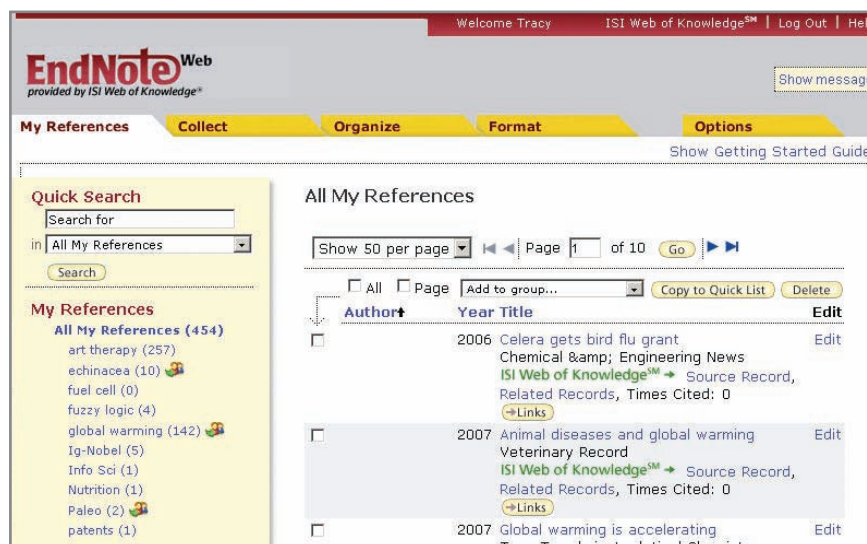 Welcome Tracy ISI Web of Knowledge℠ | Log Out | Hel
EndNote Web
provided by ISI Web of Knowledge®
Show messag
My References Collect Organize Format Options
Show Getting Started Guide
Quick Search
Search for
in All My References
Search
My References
All My References (454)
art therapy (257)
echinacea (10)
fuel cell (0)
fuzzy logic (4)
global warming (142)
Ig-Nobel (5)
Info Sci (1)
Nutrition (1)
Paleo (2)
patents (1)
All My References
Show 50 per page Page 1 of 10 Go
All Page Add to group... Copy to Quick List Delete
Author Year Title Edit
2006 Celera gets bird flu grant Edit
Chemical &amp; Engineering News
ISI Web of Knowledge℠ → Source Record,
Related Records, Times Cited: 0
→Links
2007 Animal diseases and global warming Edit
Veterinary Record
ISI Web of Knowledge℠ → Source Record,
Related Records, Times Cited: 0
→Links
2007 Global warming is accelerating Edit